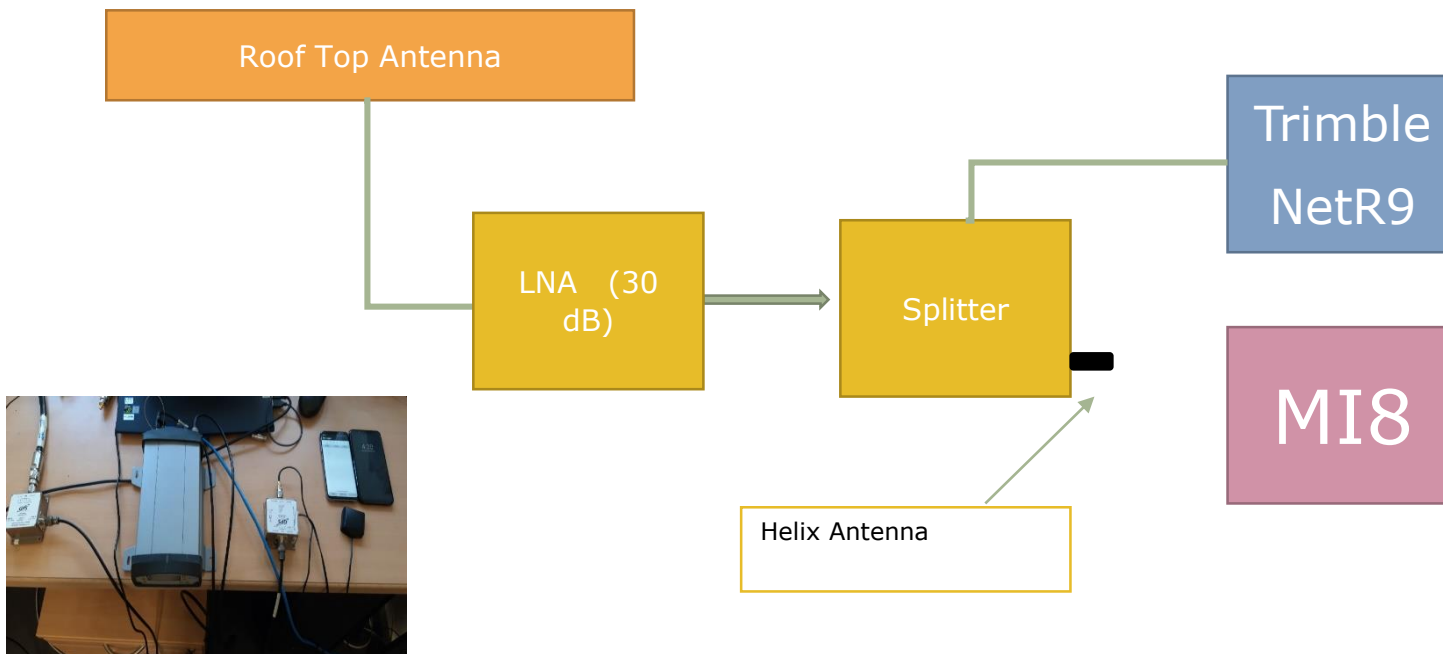 Roof Top Antenna
Trimble
NetR9
LNA (30
dB)
Splitter
MI8
Helix Antenna